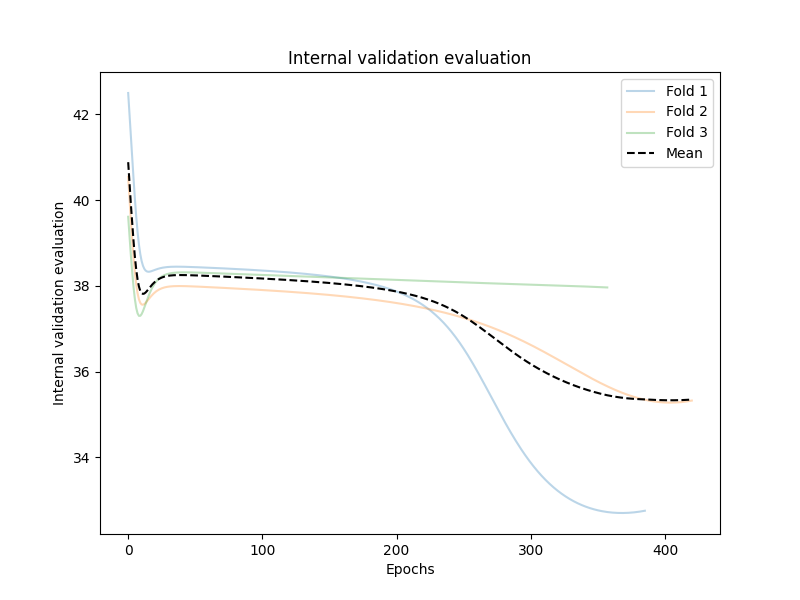 Internal validation evaluation
Fold 1
Fold 2
Fold 3
Mean
Internal validation evaluation
42
40
38
36
34
0 100 200 300 400
Epochs